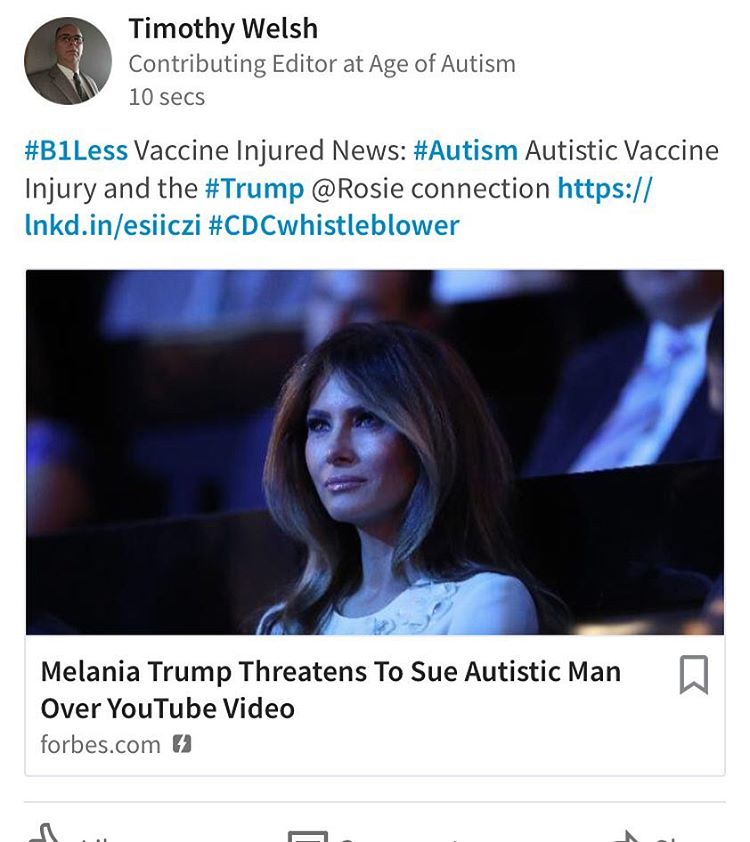 Timothy Welsh
Contributing Editor at Age of Autism
10 secs
#B1Less Vaccine Injured News: #Autism Autistic Vaccine
Injury and the #Trump @Rosie connection https://
lnkd.in/esiiczi #CDCwhistleblower
Melania Trump Threatens To Sue Autistic Man
Over YouTube Video
forbes.com